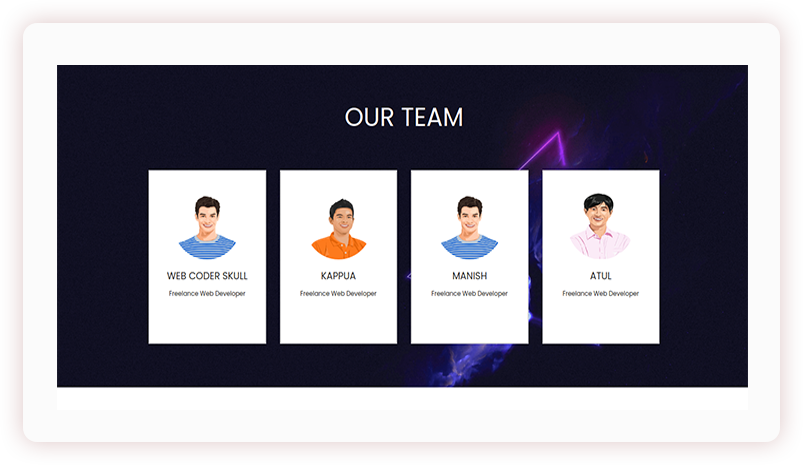 OUR TEAM
WEB CODER SKULL
Freelance Web Developer
KAPPUA
Freelance Web Developer
MANISH
Freelance Web Developer
ATUL
Freelance Web Developer